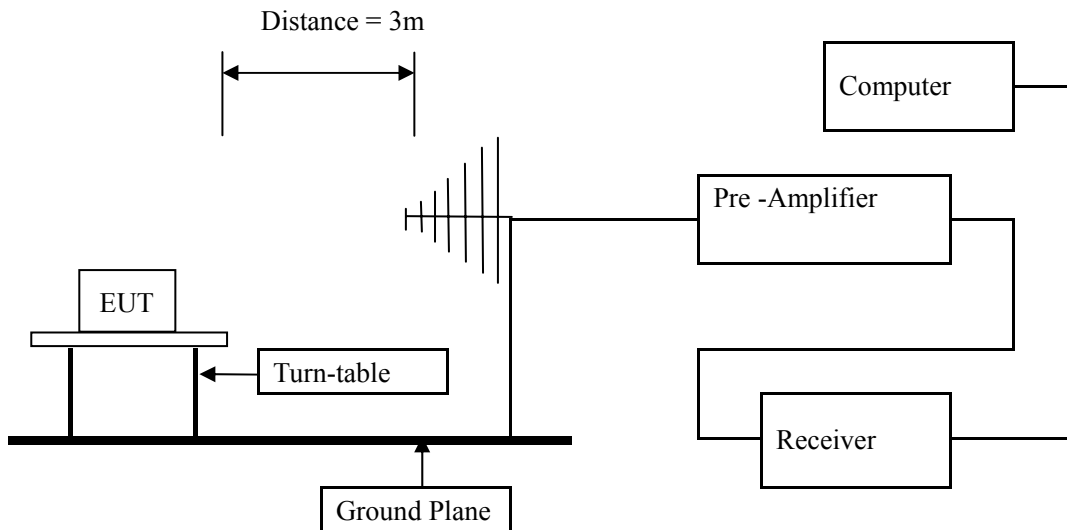 Distance = 3m
Computer
Pre -Amplifier
EUT
Turn-table
Receiver
Ground Plane